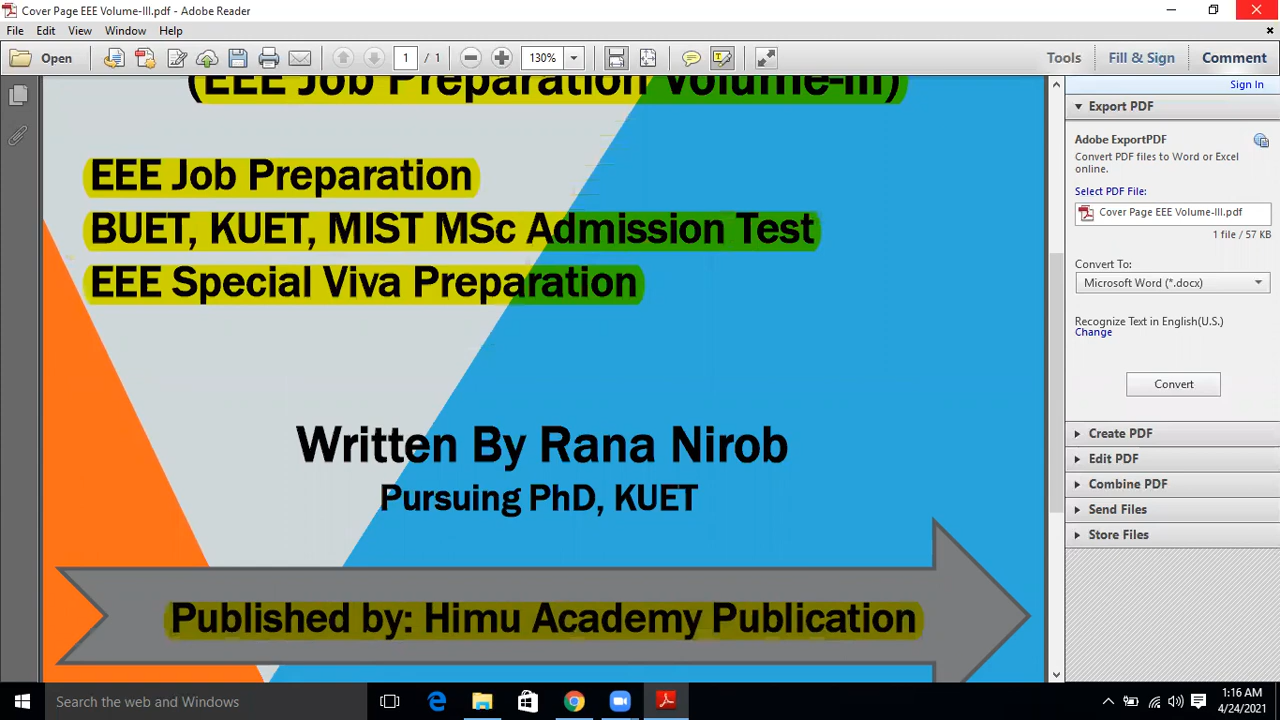 Cover Page EEE Volume-III.pdf - Adobe Reader
File Edit View Window Help
Open 1 / 1 130% Tools Fill & Sign Comment
Sign In
(EEE Job Preparation Volume-III)
EEE Job Preparation
BUET, KUET, MIST MSc Admission Test
EEE Special Viva Preparation
Written By Rana Nirob
Pursuing PhD, KUET
Published by: Himu Academy Publication
Export PDF
Adobe ExportPDF
Convert PDF files to Word or Excel
online.
Select PDF File:
Cover Page EEE Volume-III.pdf
1 file / 57 KB
Convert To:
Microsoft Word (*.docx)
Recognize Text in English(U.S.)
Change
Convert
Create PDF
Edit PDF
Combine PDF
Send Files
Store Files
Search the web and Windows
1:16 AM
4/24/2021